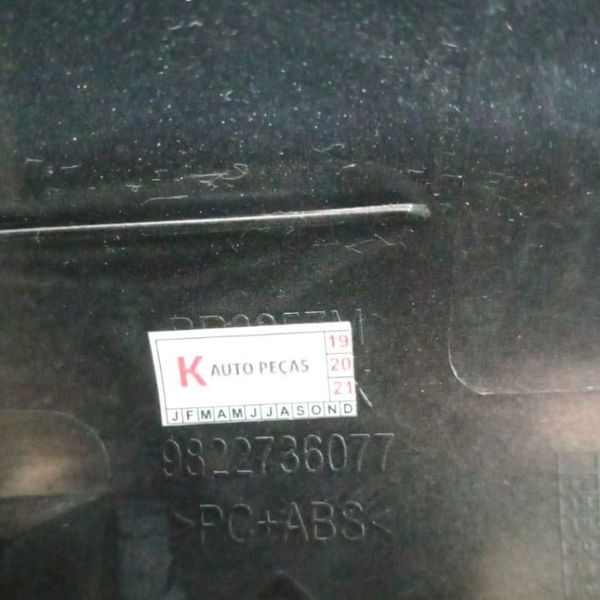 K AUTO PEÇAS
19
20
21
J F M A M J J A S O N D
9822736077
>PC+ABS<